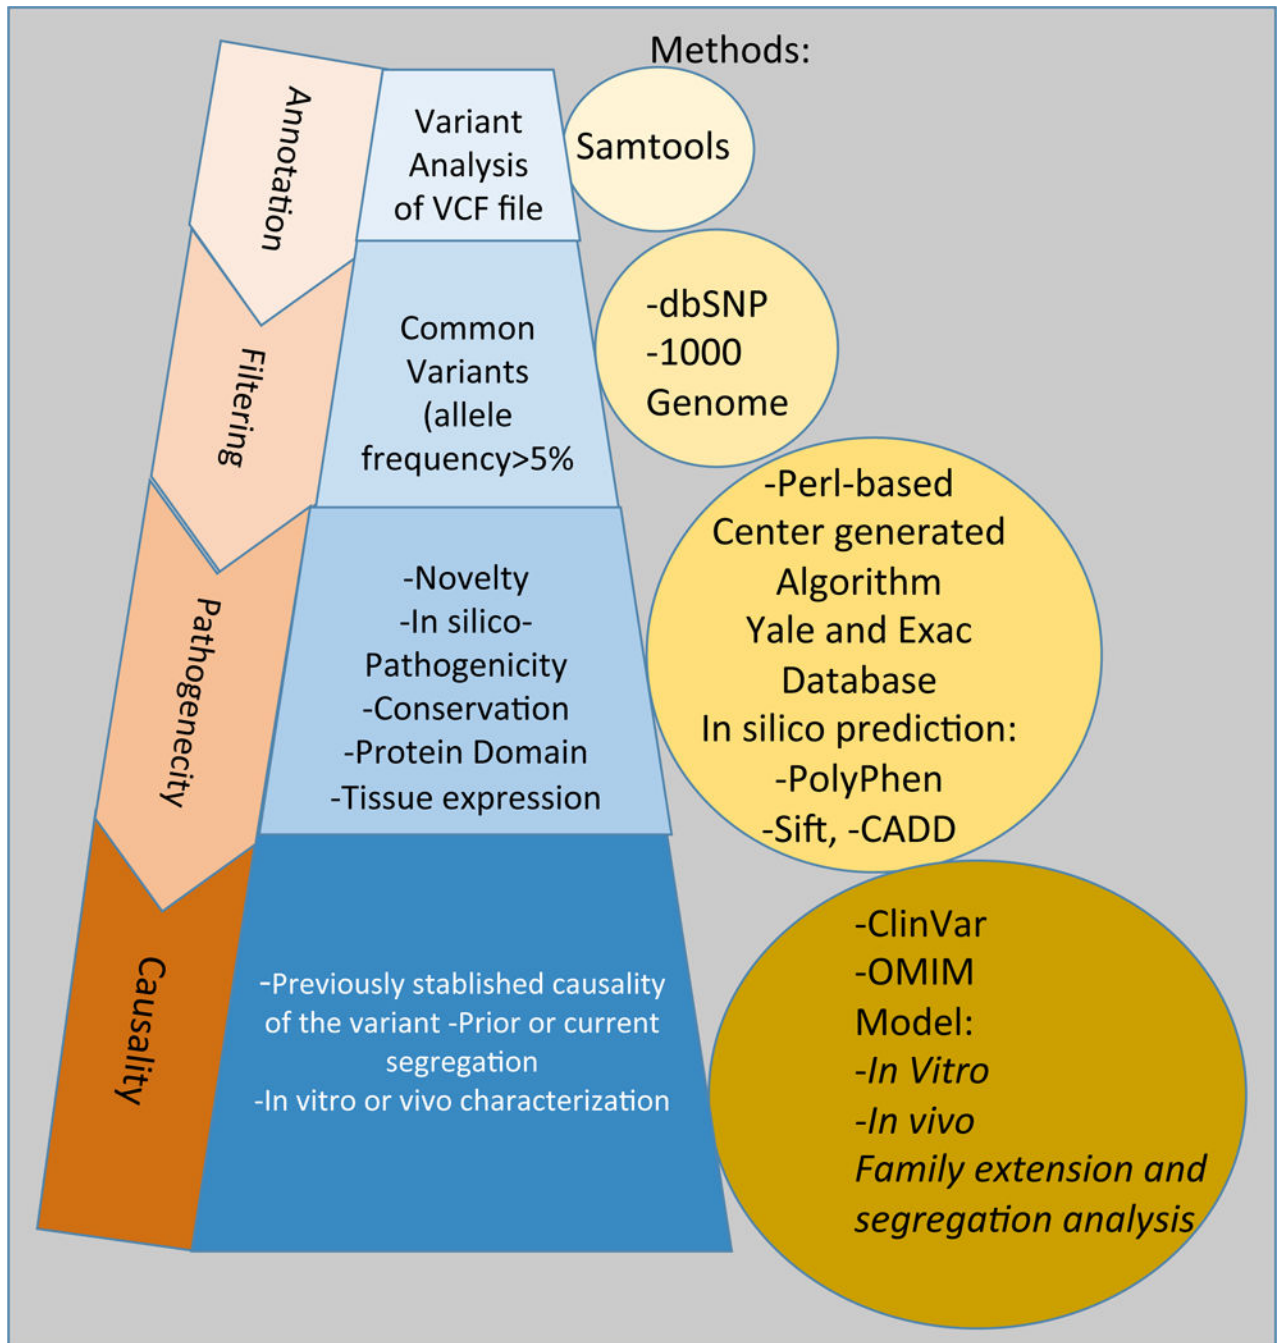 Methods:
Annotation
Variant
Analysis
of VCF file
Samtools
Filtering
Common
Variants
(allele
frequency>5%
-dbSNP
-1000
Genome
Pathogenecity
-Novelty
-In silico-
Pathogenicity
-Conservation
-Protein Domain
-Tissue expression
-Perl-based
Center generated
Algorithm
Yale and Exac
Database
In silico prediction:
-PolyPhen
-Sift, -CADD
Causality
-Previously stablished causality
of the variant -Prior or current
segregation
-In vitro or vivo characterization
-ClinVar
-OMIM
Model:
-In Vitro
-In vivo
Family extension and
segregation analysis